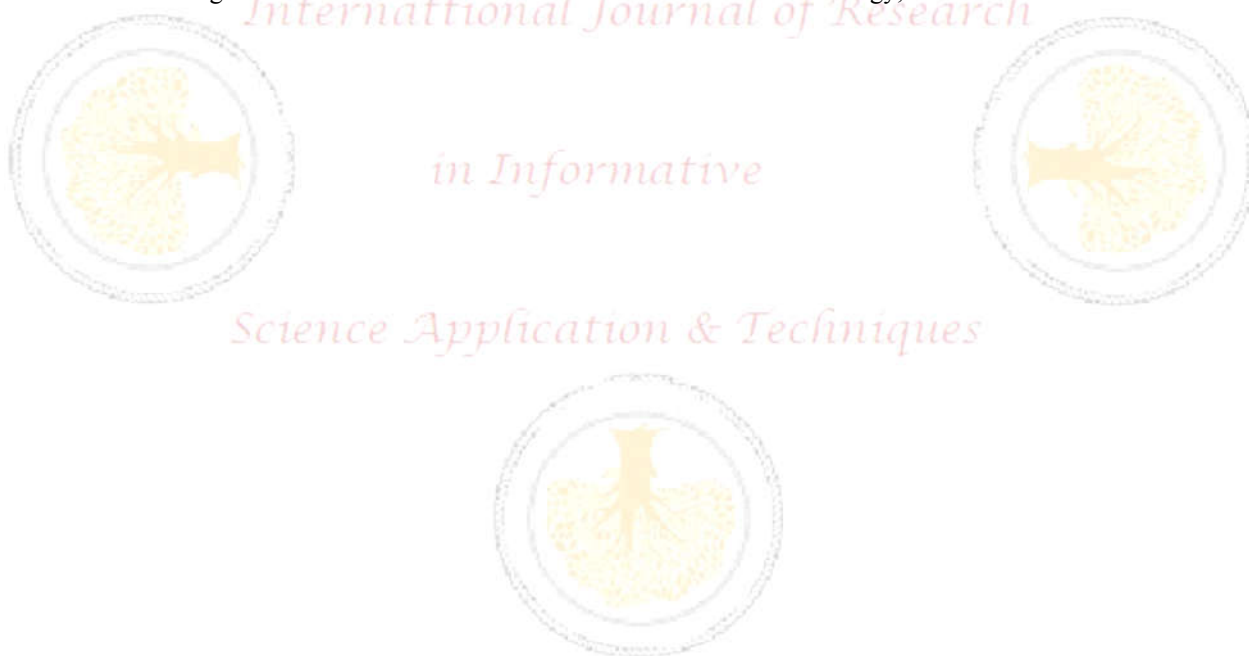 Internattional Journal of Research
in Informative
Science Application & Techniques